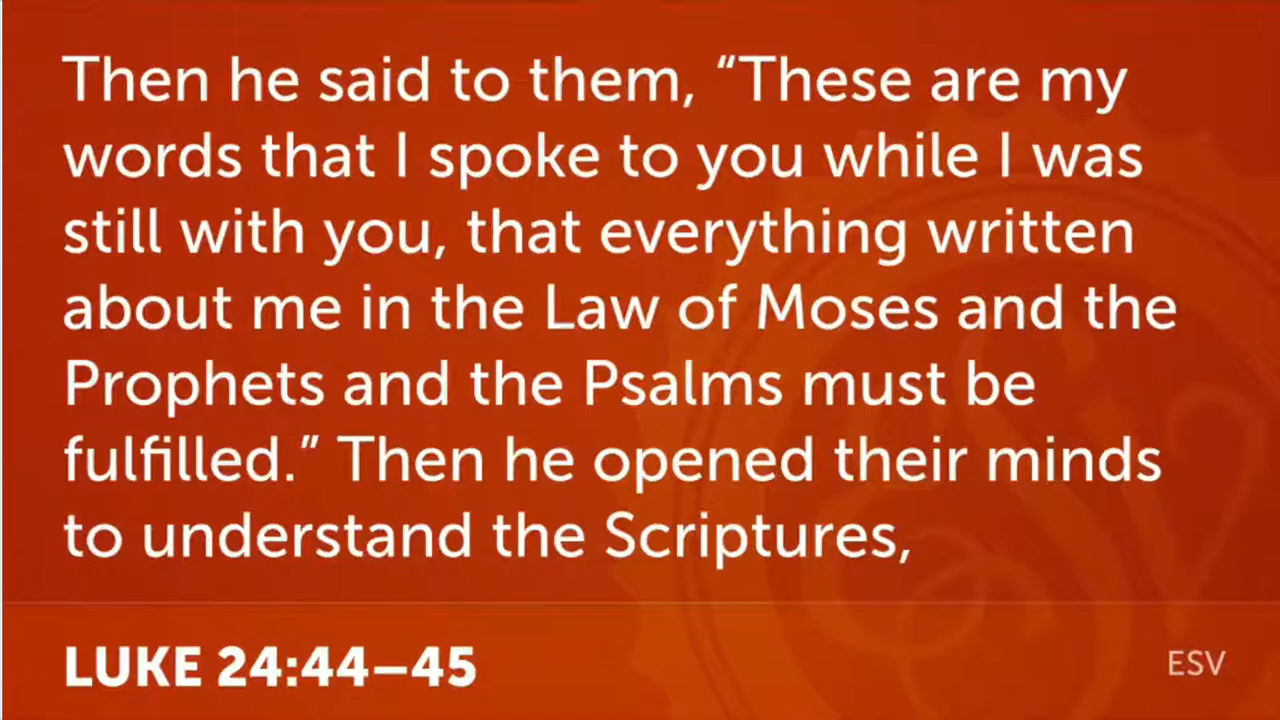 Then he said to them, “These are my
words that I spoke to you while I was
still with you, that everything written
about me in the Law of Moses and the
Prophets and the Psalms must be
fulfilled.” Then he opened their minds
to understand the Scriptures,
LUKE 24:44–45
ESV